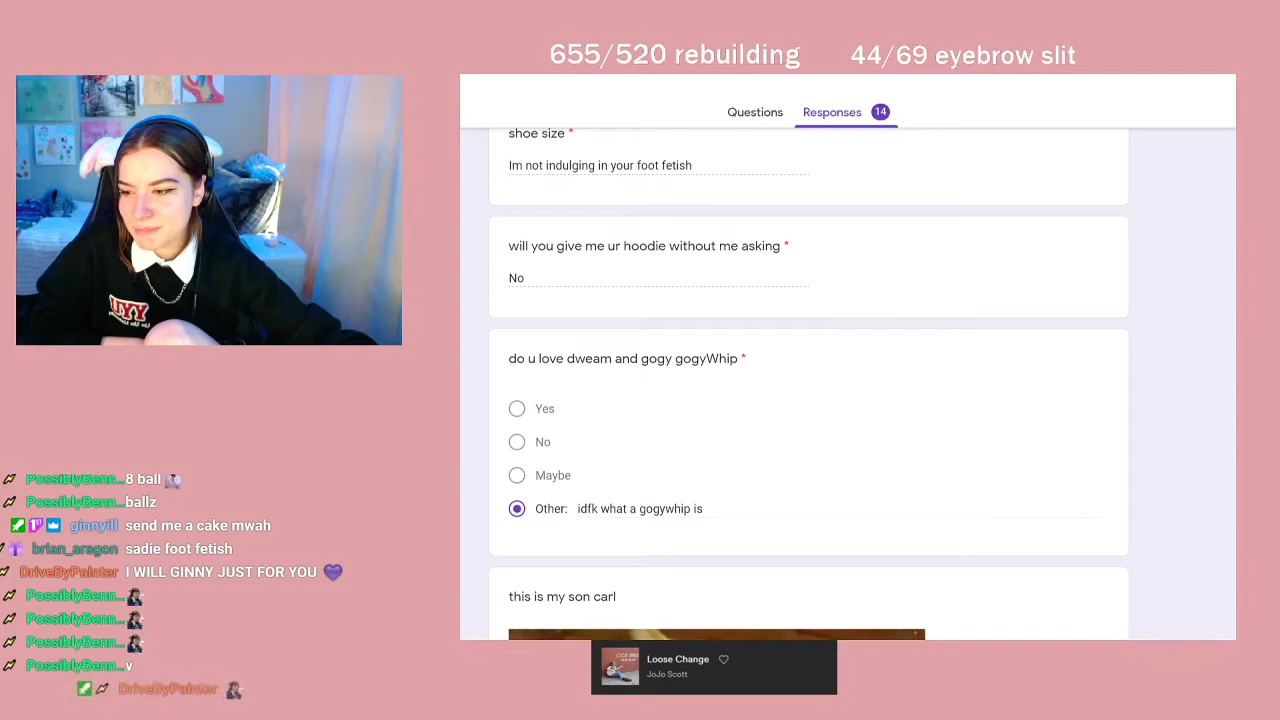 655/520 rebuilding
44/69 eyebrow slit
Questions
Responses 14
shoe size *
Im not indulging in your foot fetish
will you give me ur hoodie without me asking *
No
do u love dweam and gogy gogyWhip *
Yes
No
Maybe
Other: idfk what a gogywhip is
this is my son carl
PossiblyBenn... 8 ball
PossiblyBenn... ballz
ginnyill send me a cake mwah
brian_aragon sadie foot fetish
DriveByPainter I WILL GINNY JUST FOR YOU
PossiblyBenn...
PossiblyBenn...
PossiblyBenn...
PossiblyBenn... v
DriveByPainter
Loose Change
JoJo Scott